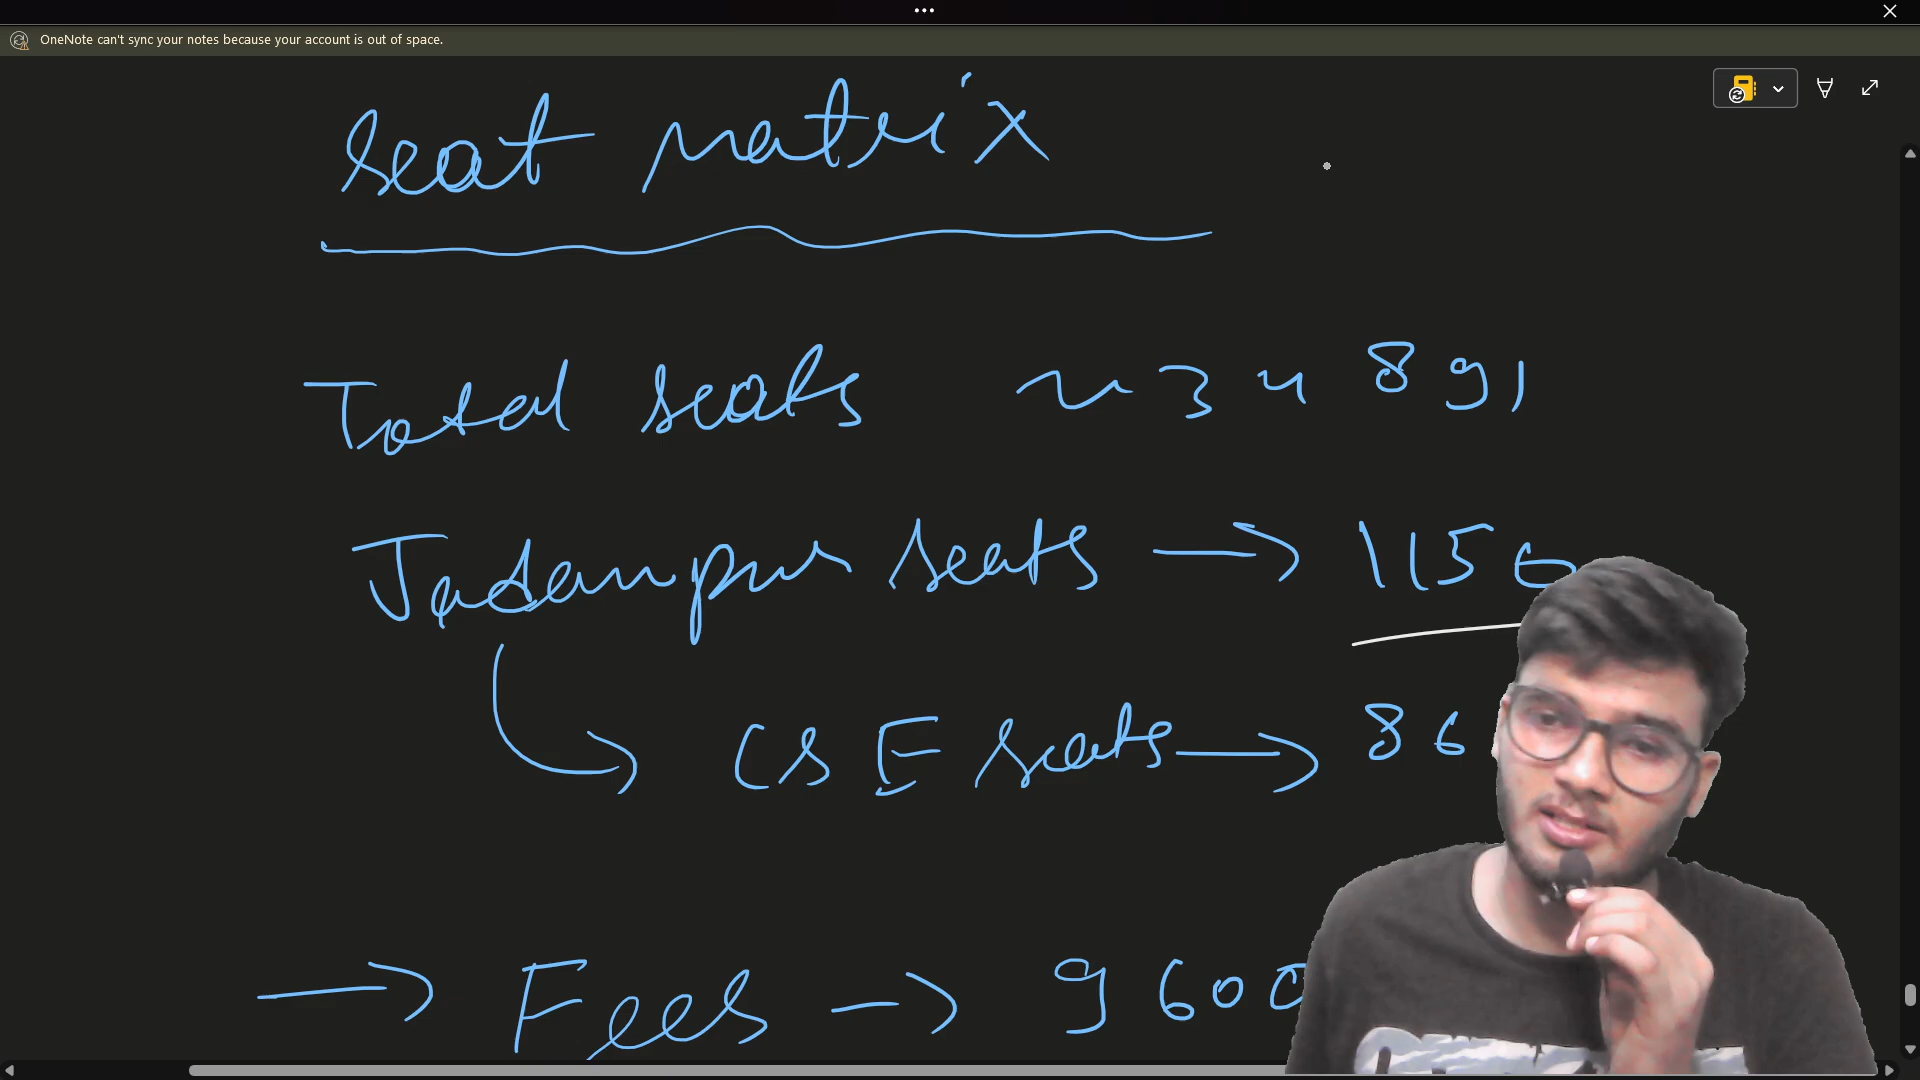 OneNote can't sync your notes because your account is out of space.
Seat matrix
Total seats ~ 34891
Jadavpur seats → 1156
CSE seats → 86
→ Fees → 9600